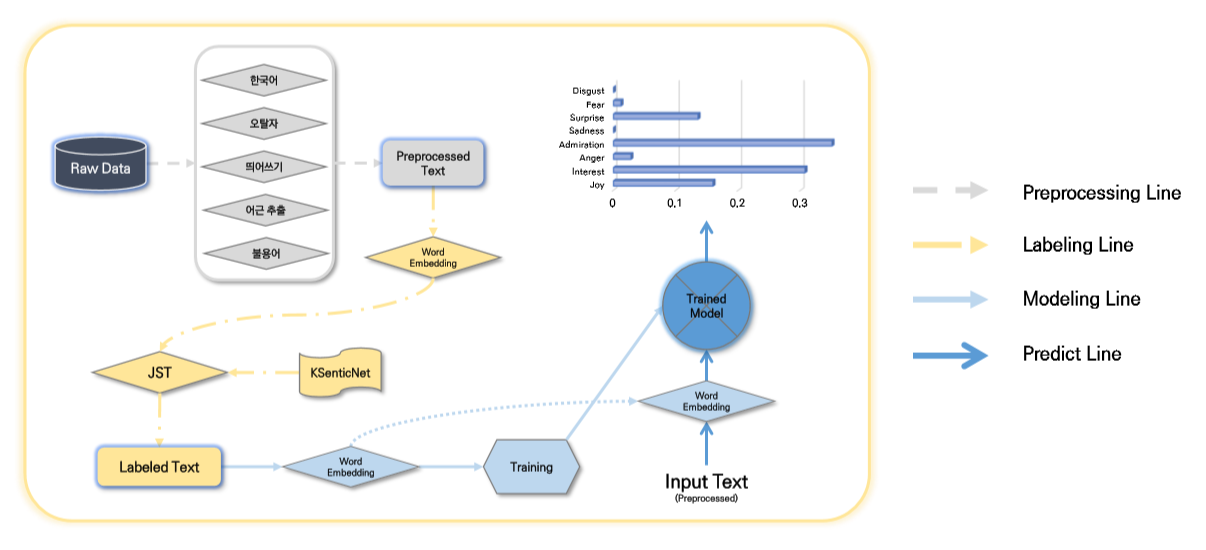 Raw Data
한국어
오탈자
띄어쓰기
어근 추출
불용어
Preprocessed
Text
Word
Embedding
JST
KSenticNet
Labeled Text
Word
Embedding
Training
Disgust
Fear
Surprise
Sadness
Admiration
Anger
Interest
Joy
0
0,1
0,2
0,3
Trained
Model
Word
Embedding
Input Text
(Preprocessed)
Preprocessing Line
Labeling Line
Modeling Line
Predict Line